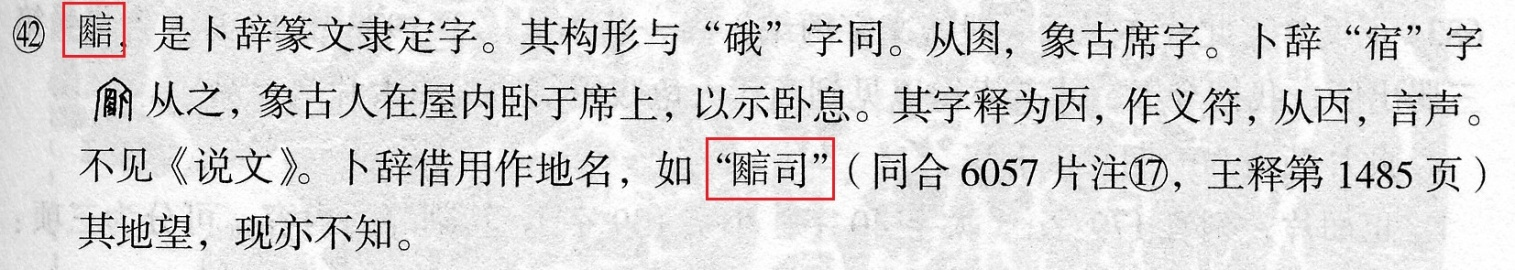 ㊷ , 是卜辞篆文隶定字。其构形与“硪”字同。从图, 象古席字。卜辞“宿”字
从之, 象古人在屋内卧于席上, 以示卧息。其字释为㐁, 作义符, 从㐁, 言声。
不见《说文》。卜辞借用作地名, 如“司”(同合 6057 片注⑰, 王释第 1485 页)
其地望, 现亦不知。